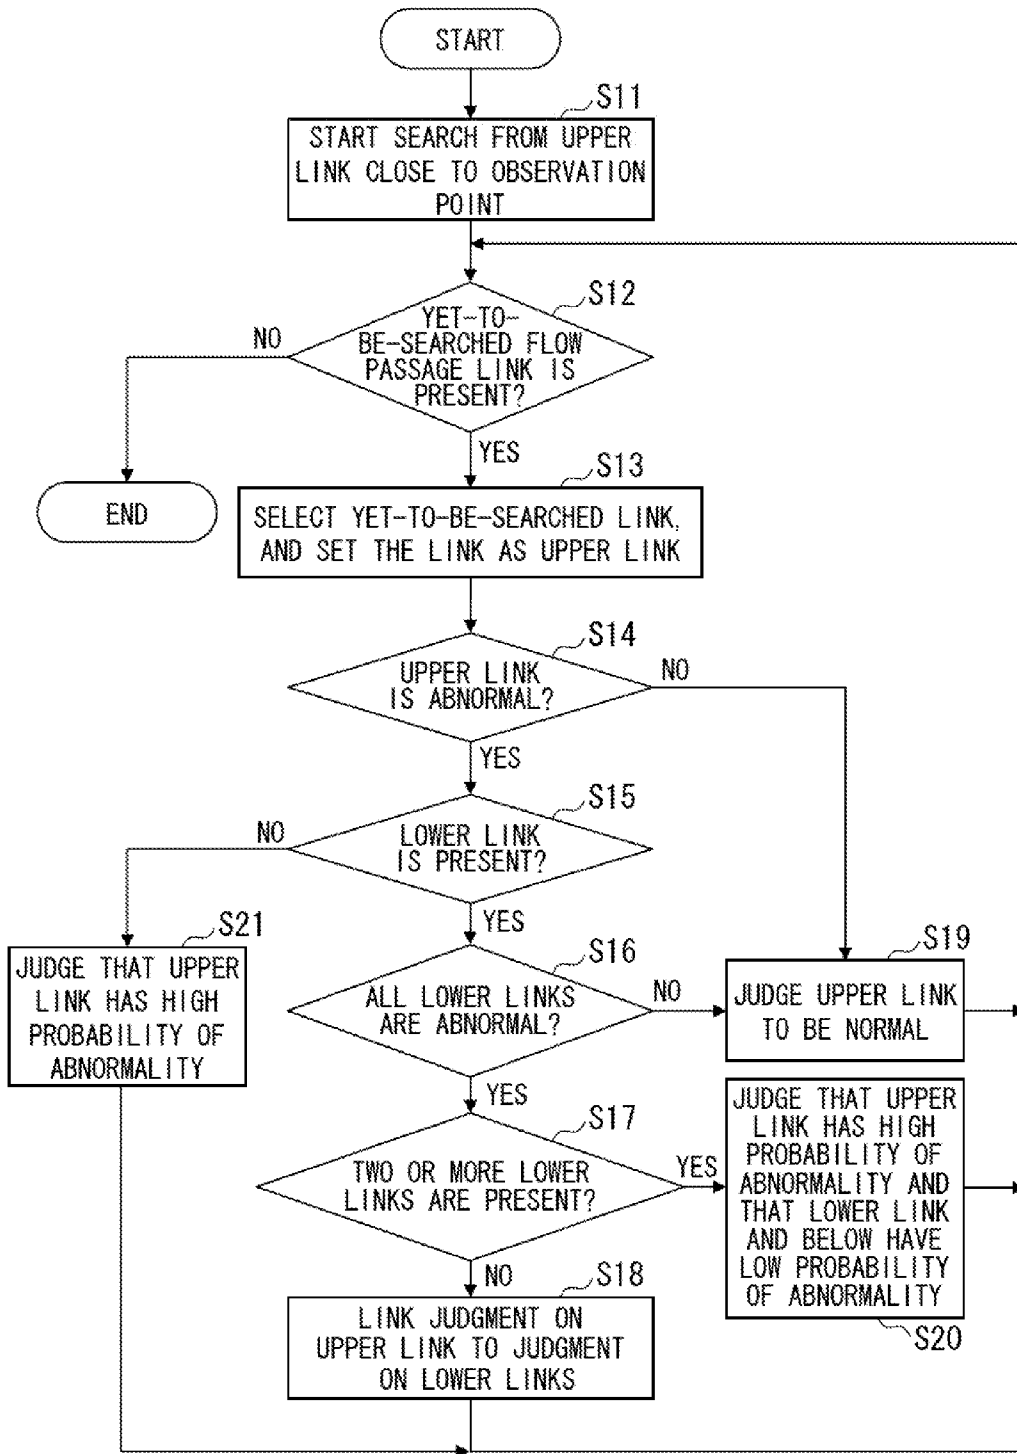 START
S11
START SEARCH FROM UPPER
LINK CLOSE TO OBSERVATION
POINT
S12
YET-TO-
BE-SEARCHED FLOW
PASSAGE LINK IS
PRESENT?
NO
YES
END
S13
SELECT YET-TO-BE-SEARCHED LINK,
AND SET THE LINK AS UPPER LINK
S14
UPPER LINK
IS ABNORMAL?
NO
YES
S15
LOWER LINK
IS PRESENT?
NO
YES
S21
JUDGE THAT UPPER
LINK HAS HIGH
PROBABILITY OF
ABNORMALITY
S16
ALL LOWER LINKS
ARE ABNORMAL?
NO
YES
S19
JUDGE UPPER LINK
TO BE NORMAL
S17
TWO OR MORE LOWER
LINKS ARE PRESENT?
YES
NO
JUDGE THAT UPPER
LINK HAS HIGH
PROBABILITY OF
ABNORMALITY AND
THAT LOWER LINK
AND BELOW HAVE
LOW PROBABILITY
OF ABNORMALITY
S20
S18
LINK JUDGMENT ON
UPPER LINK TO JUDGMENT
ON LOWER LINKS